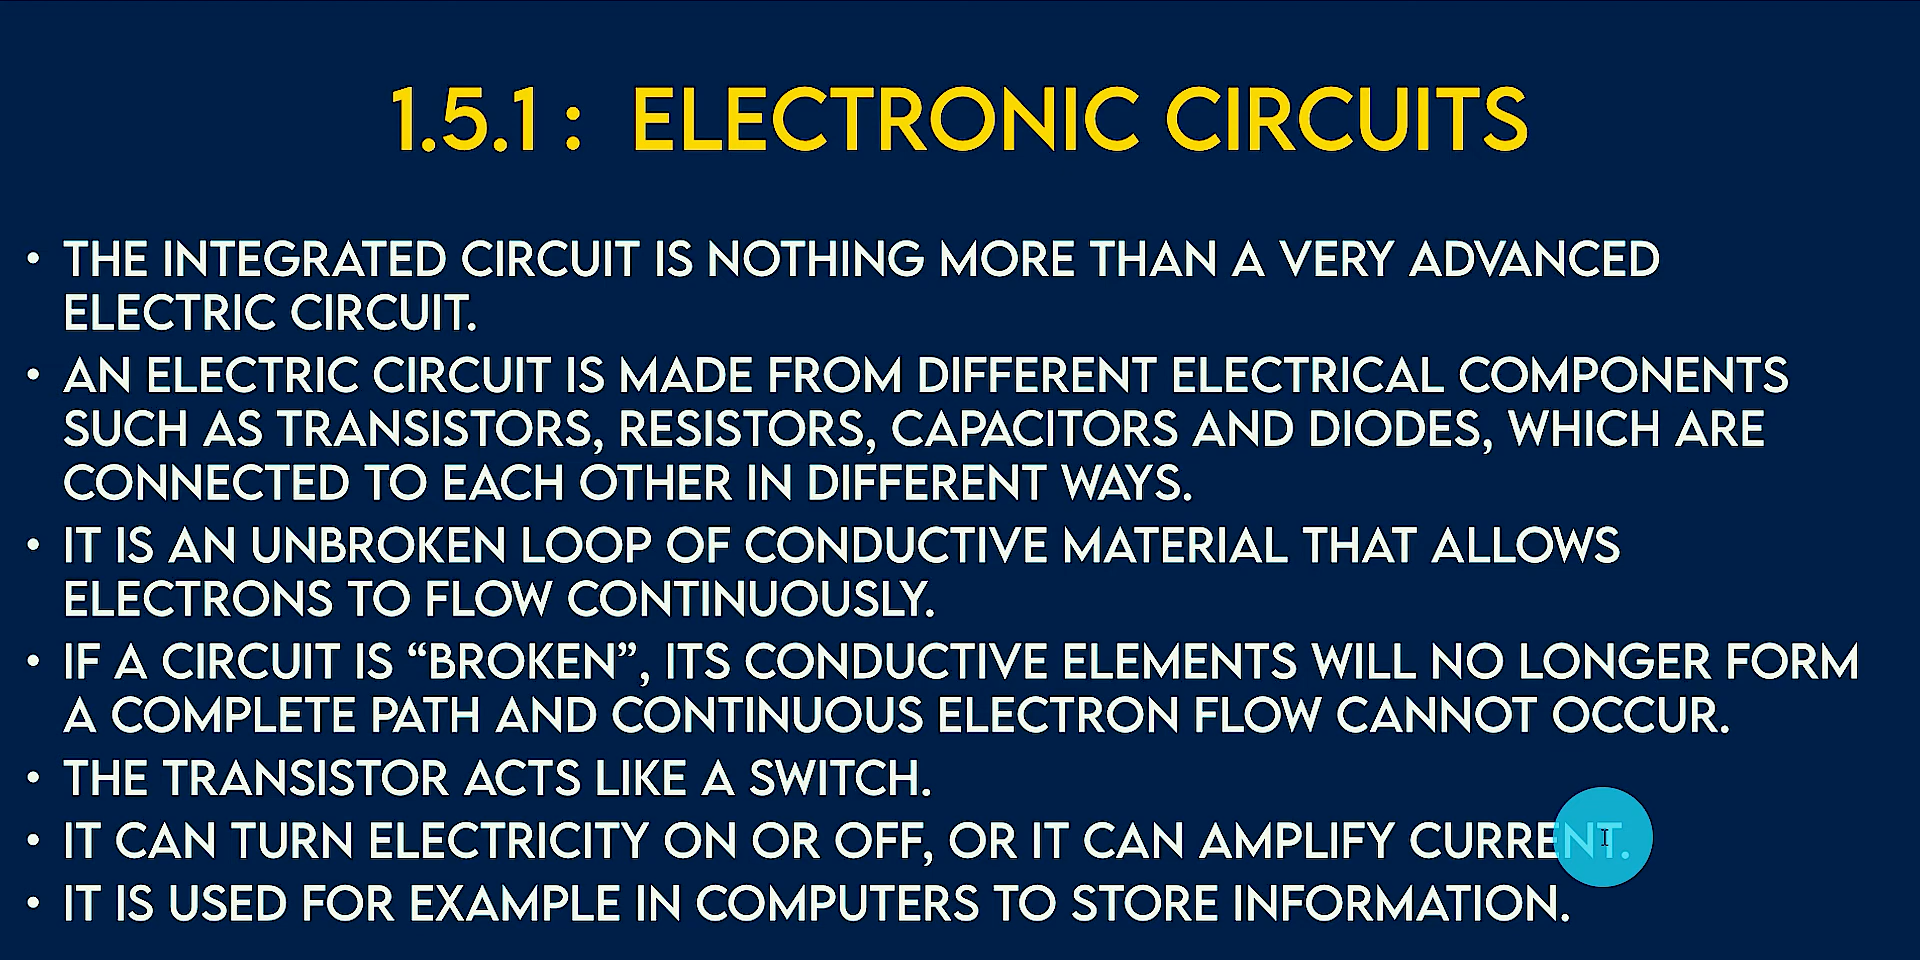 1.5.1 : ELECTRONIC CIRCUITS
• THE INTEGRATED CIRCUIT IS NOTHING MORE THAN A VERY ADVANCED
ELECTRIC CIRCUIT.
• AN ELECTRIC CIRCUIT IS MADE FROM DIFFERENT ELECTRICAL COMPONENTS
SUCH AS TRANSISTORS, RESISTORS, CAPACITORS AND DIODES, WHICH ARE
CONNECTED TO EACH OTHER IN DIFFERENT WAYS.
• IT IS AN UNBROKEN LOOP OF CONDUCTIVE MATERIAL THAT ALLOWS
ELECTRONS TO FLOW CONTINUOUSLY.
• IF A CIRCUIT IS “BROKEN”, ITS CONDUCTIVE ELEMENTS WILL NO LONGER FORM
A COMPLETE PATH AND CONTINUOUS ELECTRON FLOW CANNOT OCCUR.
• THE TRANSISTOR ACTS LIKE A SWITCH.
• IT CAN TURN ELECTRICITY ON OR OFF, OR IT CAN AMPLIFY CURRENT.
• IT IS USED FOR EXAMPLE IN COMPUTERS TO STORE INFORMATION.